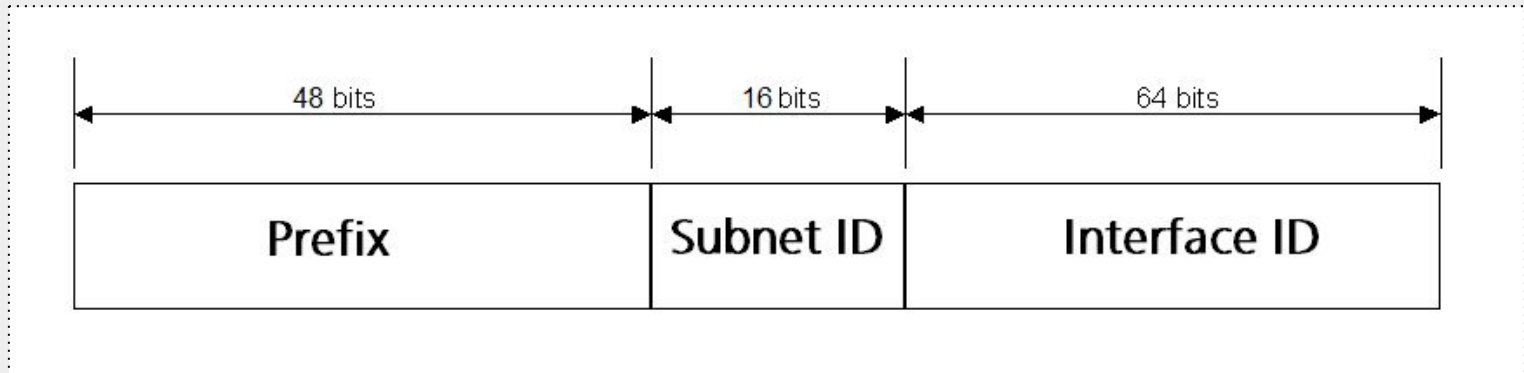 48 bits 16 bits 64 bits
Prefix Subnet ID Interface ID